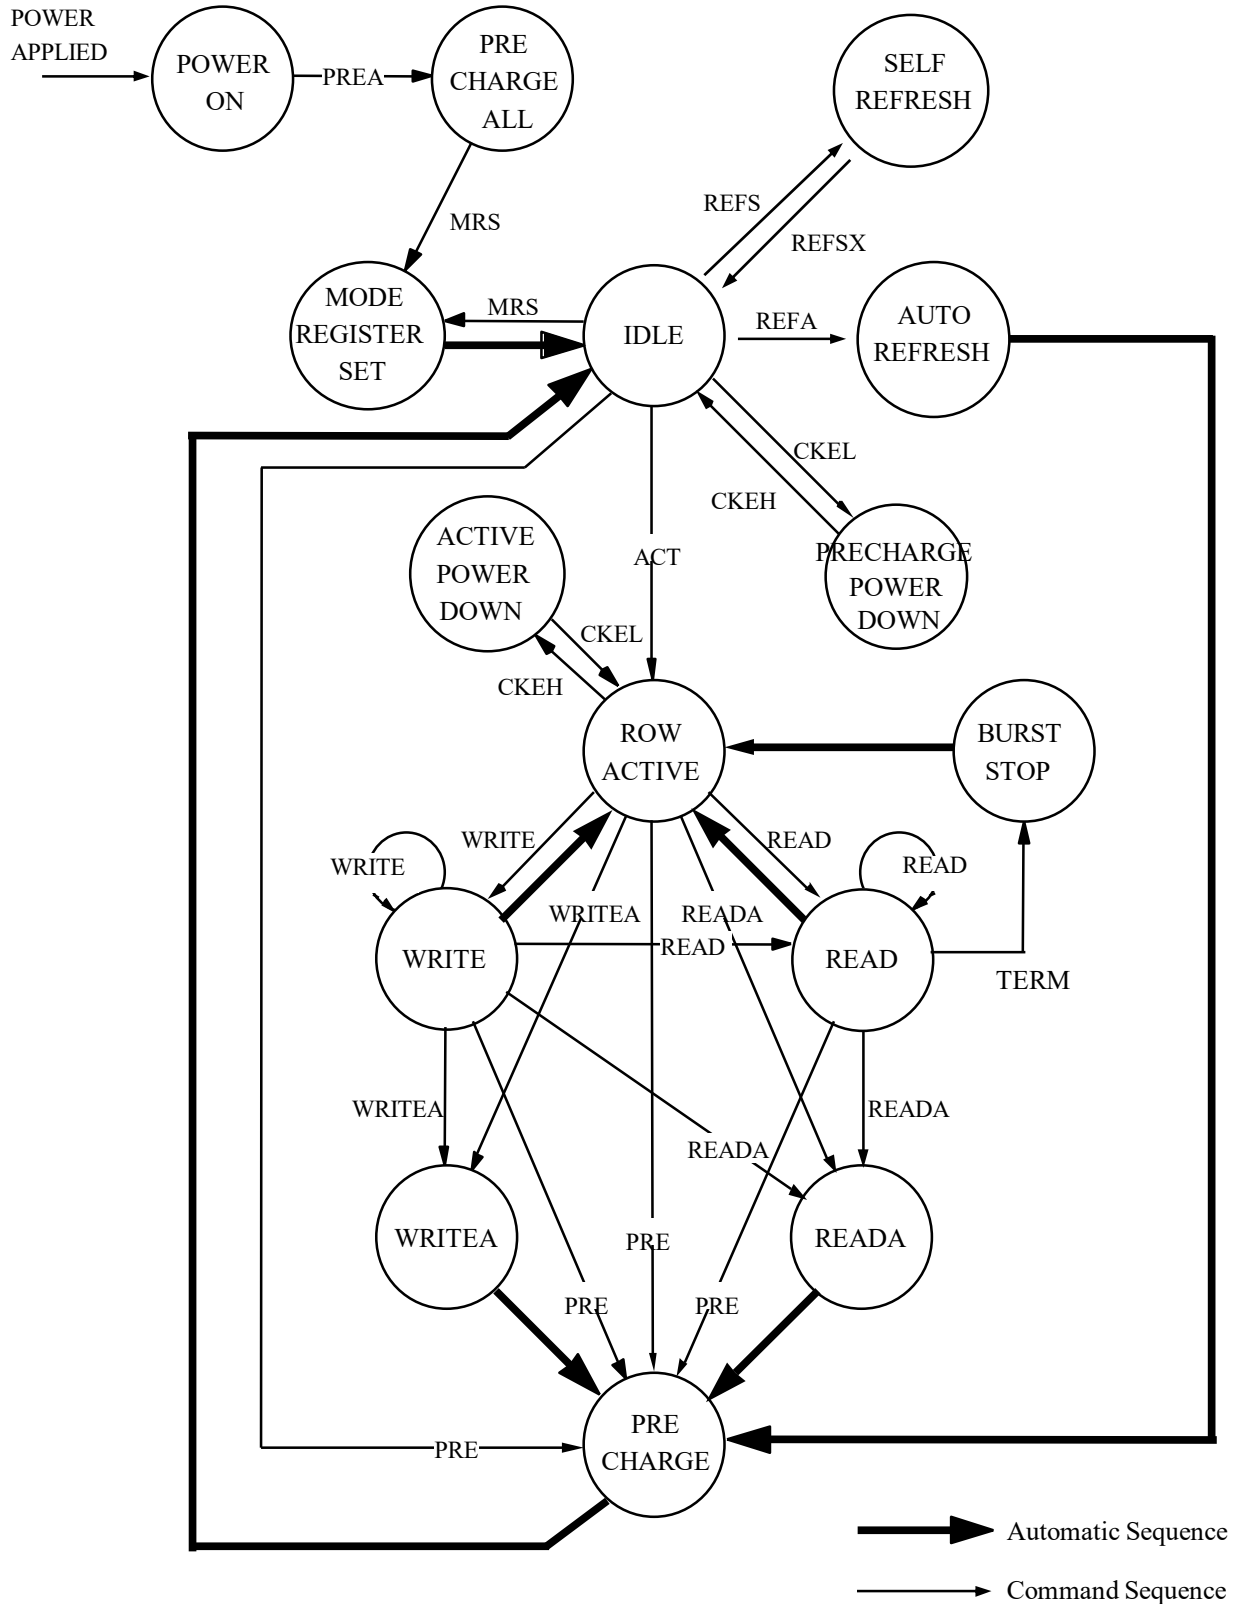 POWER
APPLIED
POWER
ON
PREA
PRE
CHARGE
ALL
SELF
REFRESH
MRS
REFS
REFSX
MODE
REGISTER
SET
MRS
IDLE
REFA
AUTO
REFRESH
CKEL
CKEH
ACT
PRECHARGE
POWER
DOWN
ACTIVE
POWER
DOWN
CKEL
CKEH
ROW
ACTIVE
BURST
STOP
WRITE
READ
WRITE
READ
WRITEA
READA
READ
WRITE
READ
TERM
WRITEA
READA
READA
WRITEA
READA
PRE
PRE
PRE
PRE
CHARGE
PRE
Automatic Sequence
Command Sequence